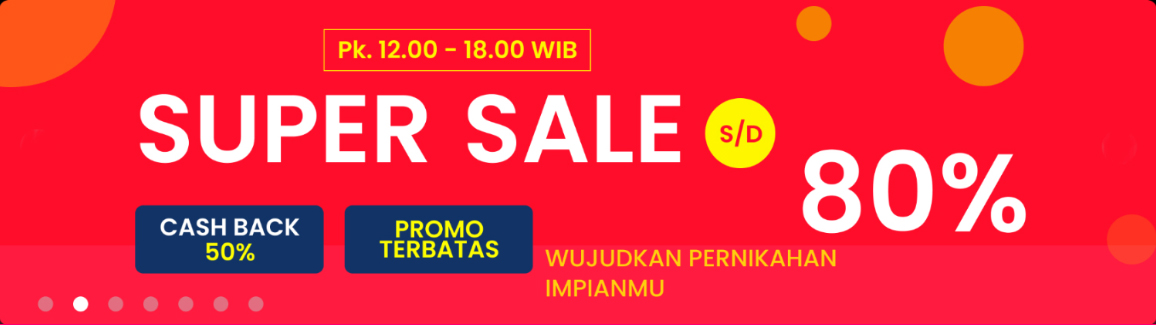 Pk. 12.00 - 18.00 WIB
SUPER SALE
S/D
80%
CASH BACK
50%
PROMO
TERBATAS
WUJUDKAN PERNIKAHAN
IMPIANMU